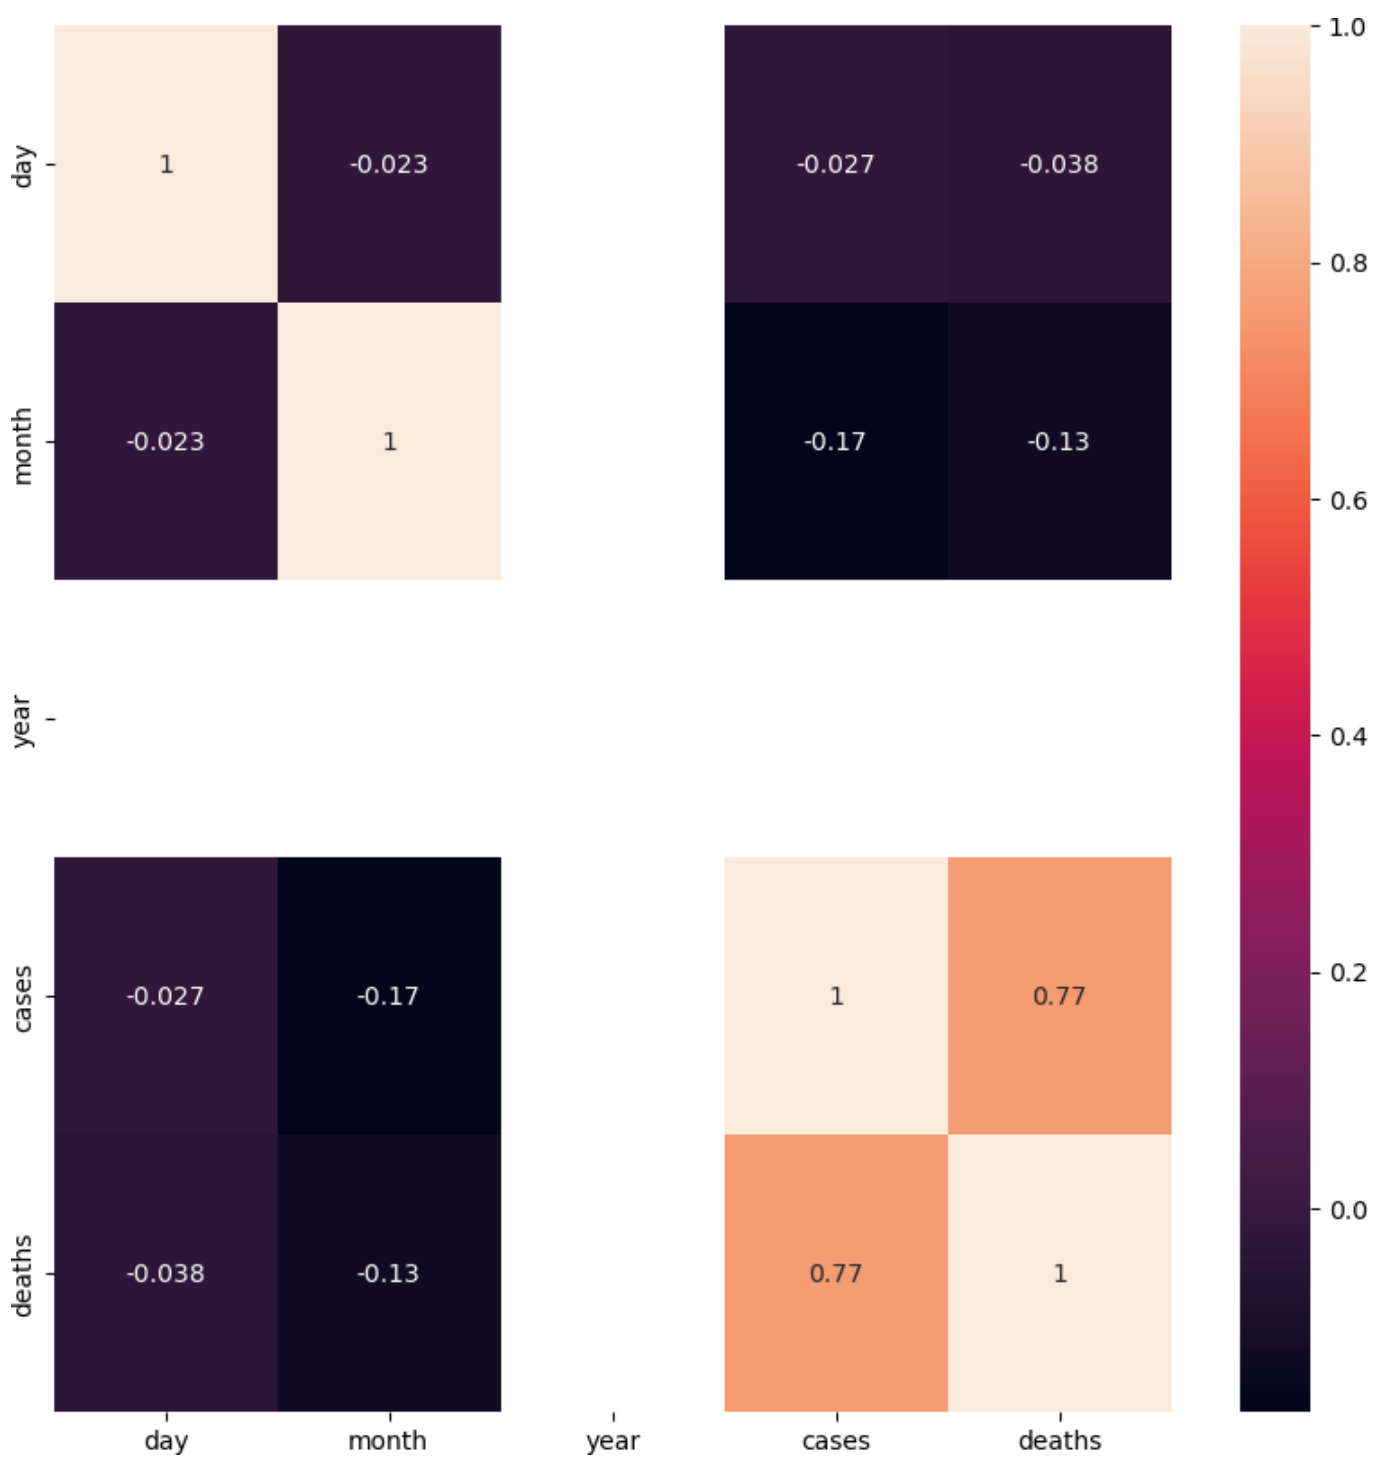 1.0
day 1 -0.023 -0.027 -0.038
0.8
month -0.023 1 -0.17 -0.13
0.6
year
0.4
cases -0.027 -0.17 1 0.77
0.2
deaths -0.038 -0.13 0.77 1
0.0
day month year cases deaths